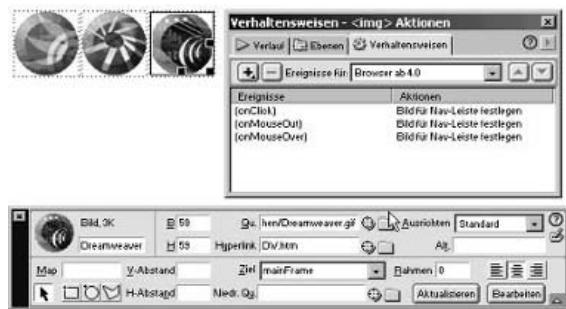 Verhaltensweisen - <img> Aktionen
Verlauf Ebenen Verhaltensweisen
Ereignisse für: Browser ab 4.0
Ereignisse Aktionen
(onClick) Bild für Nav-Leiste festlegen
(onMouseOut) Bild für Nav-Leiste festlegen
(onMouseOver) Bild für Nav-Leiste festlegen
Bild, 3K B 59 Qu. hen/Dreamweaver.gif Ausrichten Standard
Dreamweaver H 59 Hyperlink DW.htm Alt.
Map V-Abstand Ziel mainFrame Rahmen 0
H-Abstand Niedr. Qu. Aktualisieren Bearbeiten